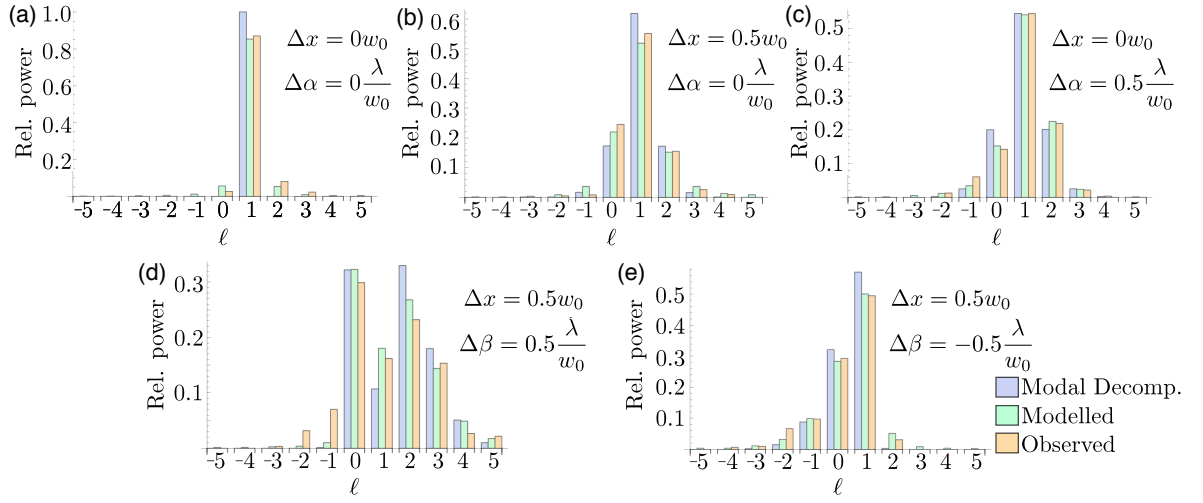 (a)
Rel. power
1.0
0.8
0.6
0.4
0.2
Δx = 0w₀
Δα = 0 λ/w₀
-5 -4 -3 -2 -1 0 1 2 3 4 5
ℓ
(b)
Rel. power
0.6
0.5
0.4
0.3
0.2
0.1
Δx = 0.5w₀
Δα = 0 λ/w₀
-5 -4 -3 -2 -1 0 1 2 3 4 5
ℓ
(c)
Rel. power
0.5
0.4
0.3
0.2
0.1
Δx = 0w₀
Δα = 0.5 λ/w₀
-5 -4 -3 -2 -1 0 1 2 3 4 5
ℓ
(d)
Rel. power
0.3
0.2
0.1
Δx = 0.5w₀
Δβ = 0.5 λ/w₀
-5 -4 -3 -2 -1 0 1 2 3 4 5
ℓ
(e)
Rel. power
0.5
0.4
0.3
0.2
0.1
Δx = 0.5w₀
Δβ = −0.5 λ/w₀
-5 -4 -3 -2 -1 0 1 2 3 4 5
ℓ
Modal Decomp.
Modelled
Observed